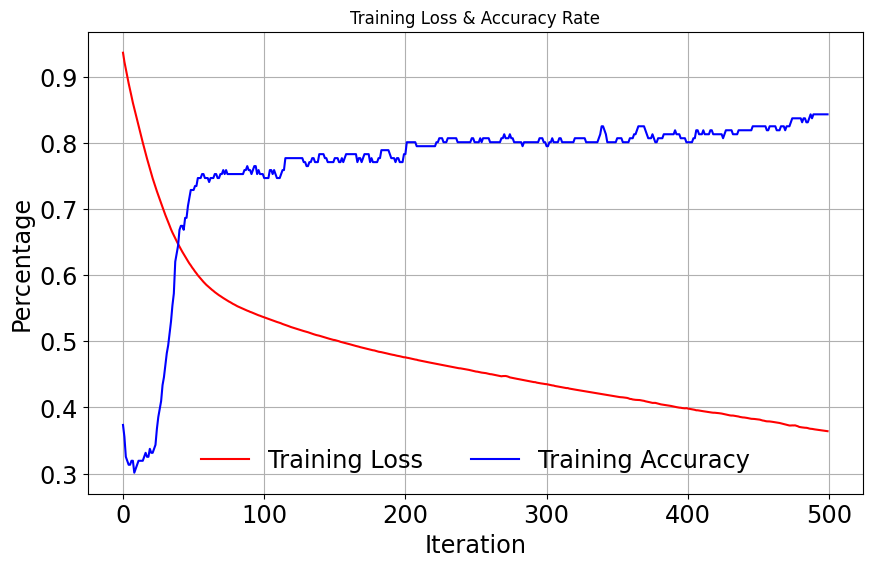 Training Loss & Accuracy Rate
Percentage
0.9
0.8
0.7
0.6
0.5
0.4
0.3
Training Loss
Training Accuracy
0 100 200 300 400 500
Iteration